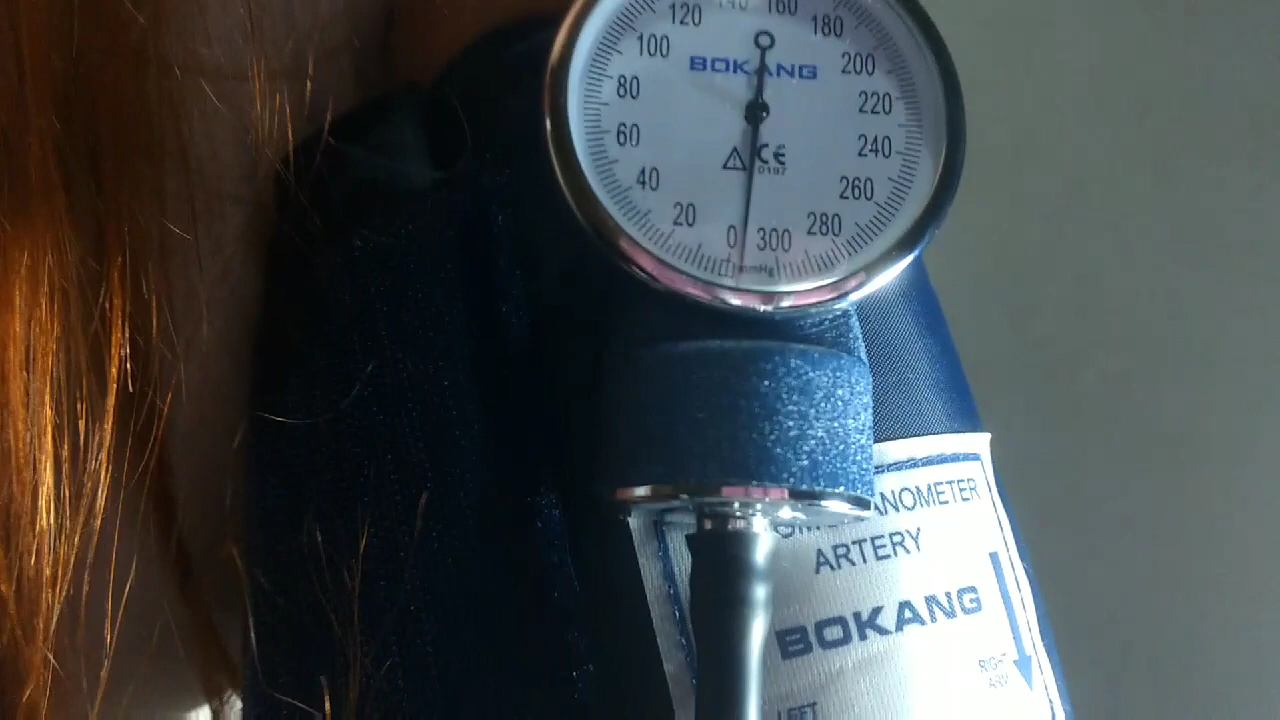 140 160
120 180
100 200
BOKANG
80 220
60 240
CE
0197
40 260
20 280
0 300
mmHg
ANOMETER
ARTERY
BOKANG
RIGHT
ARM
LEFT